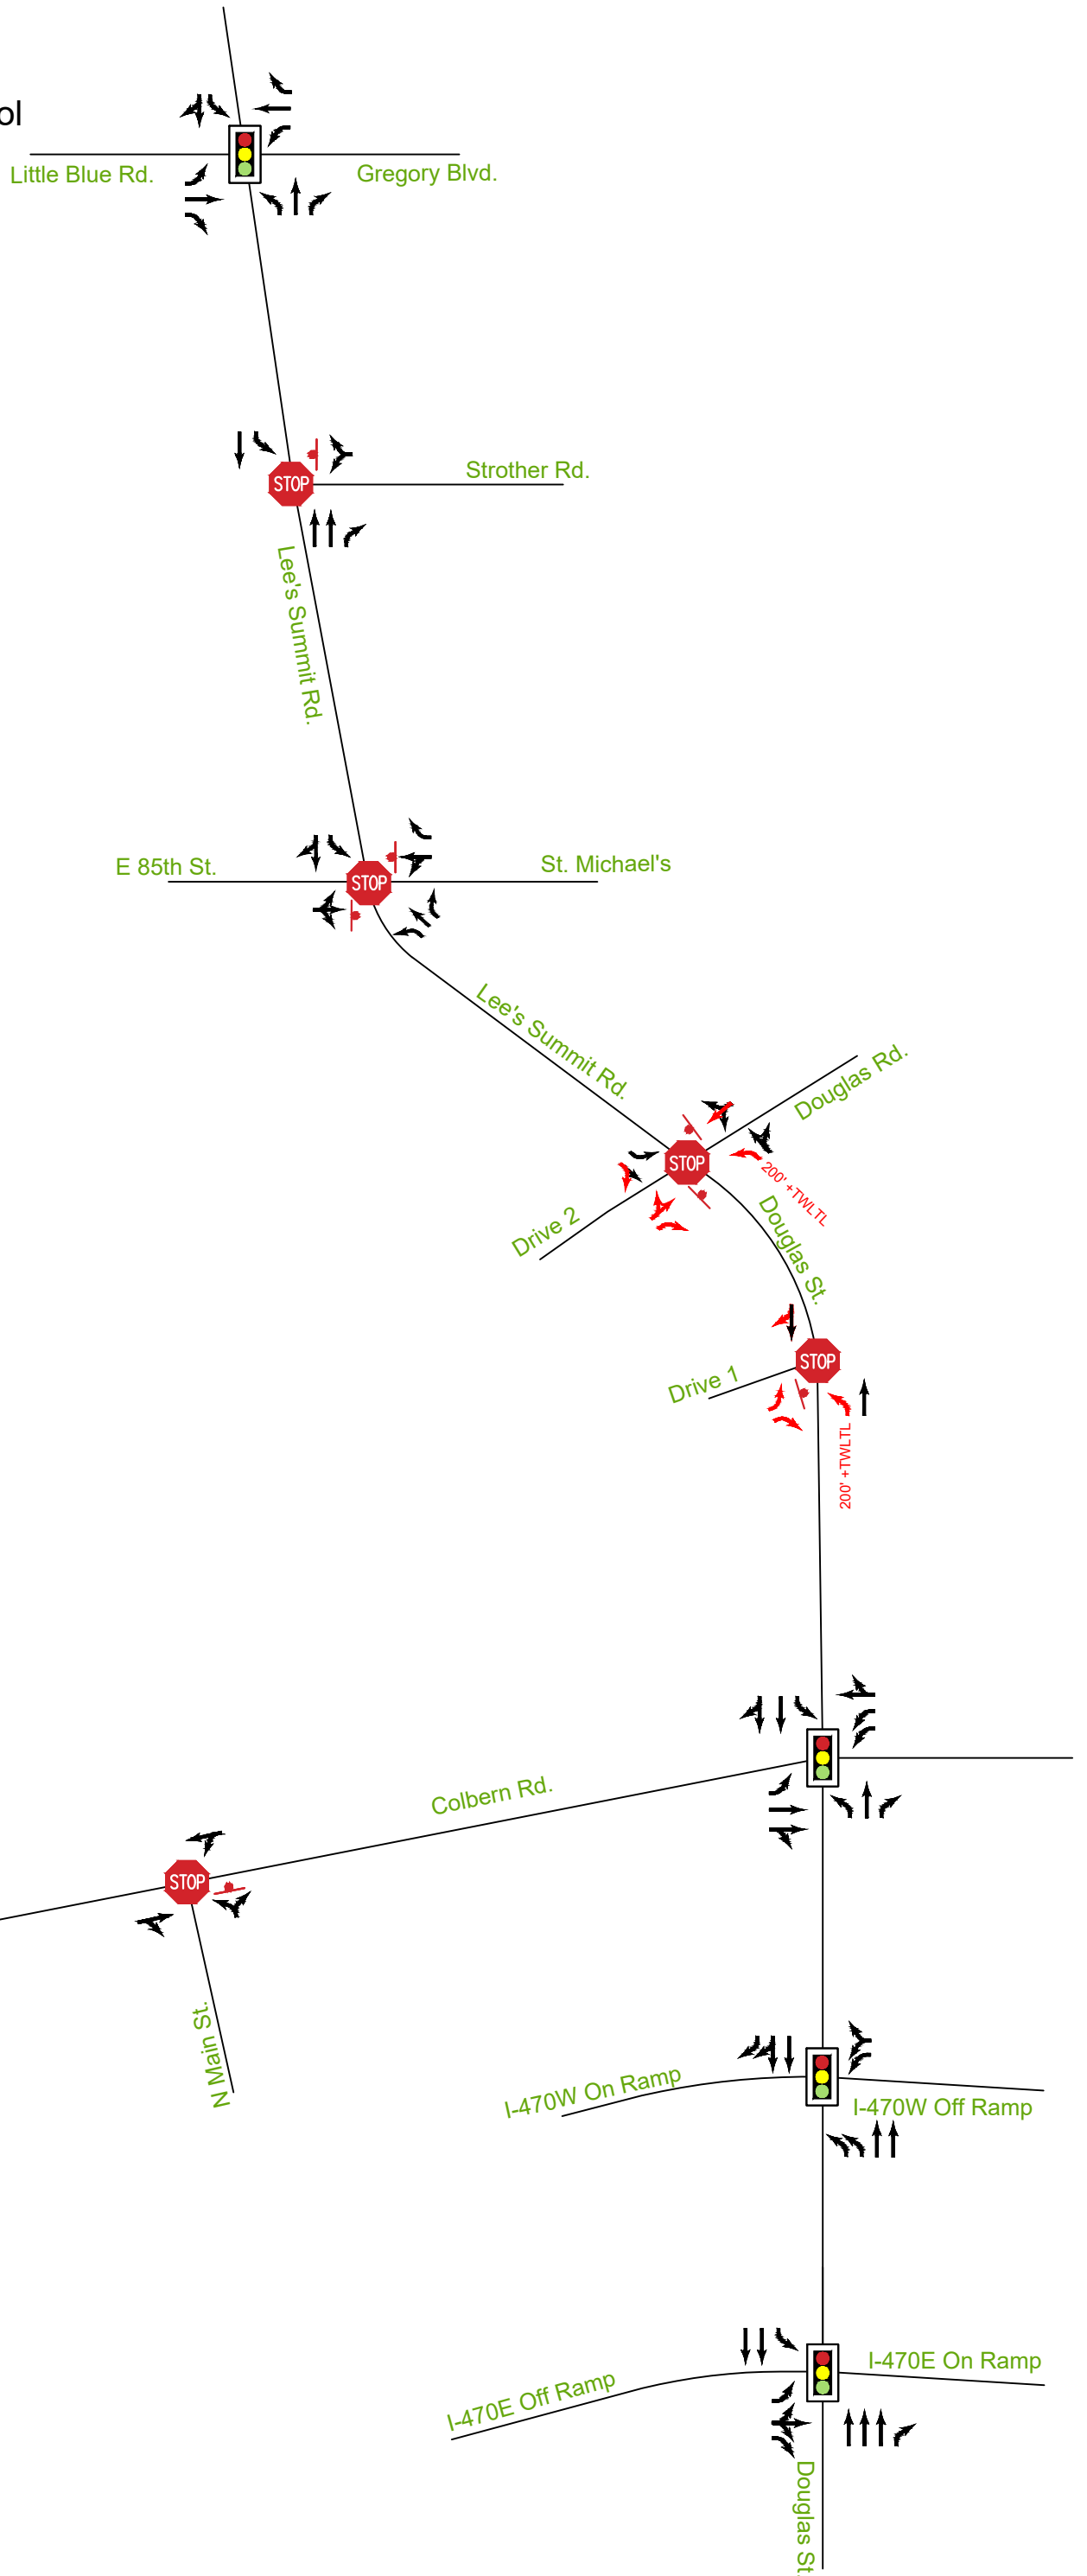 ol
Little Blue Rd.
Gregory Blvd.
STOP
Strother Rd.
Lee's Summit Rd.
E 85th St.
St. Michael's
STOP
Lee's Summit Rd.
Douglas Rd.
STOP
200' +TWLTL
Drive 2
Douglas St.
STOP
Drive 1
200' +TWLTL
Colbern Rd.
STOP
N Main St.
I-470W On Ramp
I-470W Off Ramp
I-470E On Ramp
I-470E Off Ramp
Douglas St